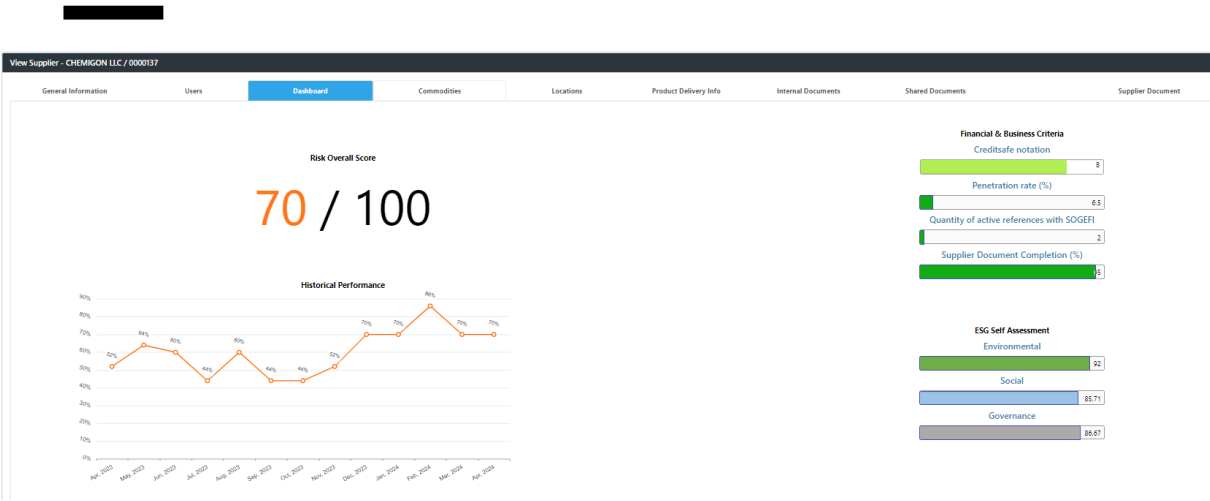 View Supplier - CHEMIGON LLC / 0000137
General Information Users Dashboard Commodities Locations Product Delivery Info Internal Documents Shared Documents Supplier Document
Risk Overall Score
70 / 100
Historical Performance
90%
80%
70%
60%
50%
40%
30%
20%
10%
0%
52% 64% 60% 44% 60% 44% 44% 52% 70% 70% 86% 70% 70%
Apr, 2023 May, 2023 Jun, 2023 Jul, 2023 Aug, 2023 Sep, 2023 Oct, 2023 Nov, 2023 Dec, 2023 Jan, 2024 Feb, 2024 Mar, 2024 Apr, 2024
Financial & Business Criteria
Creditsafe notation
Penetration rate (%)
6.5
Quantity of active references with SOGEFI
2
Supplier Document Completion (%)
ESG Self Assessment
Environmental
92
Social
85.71
Governance
86.67